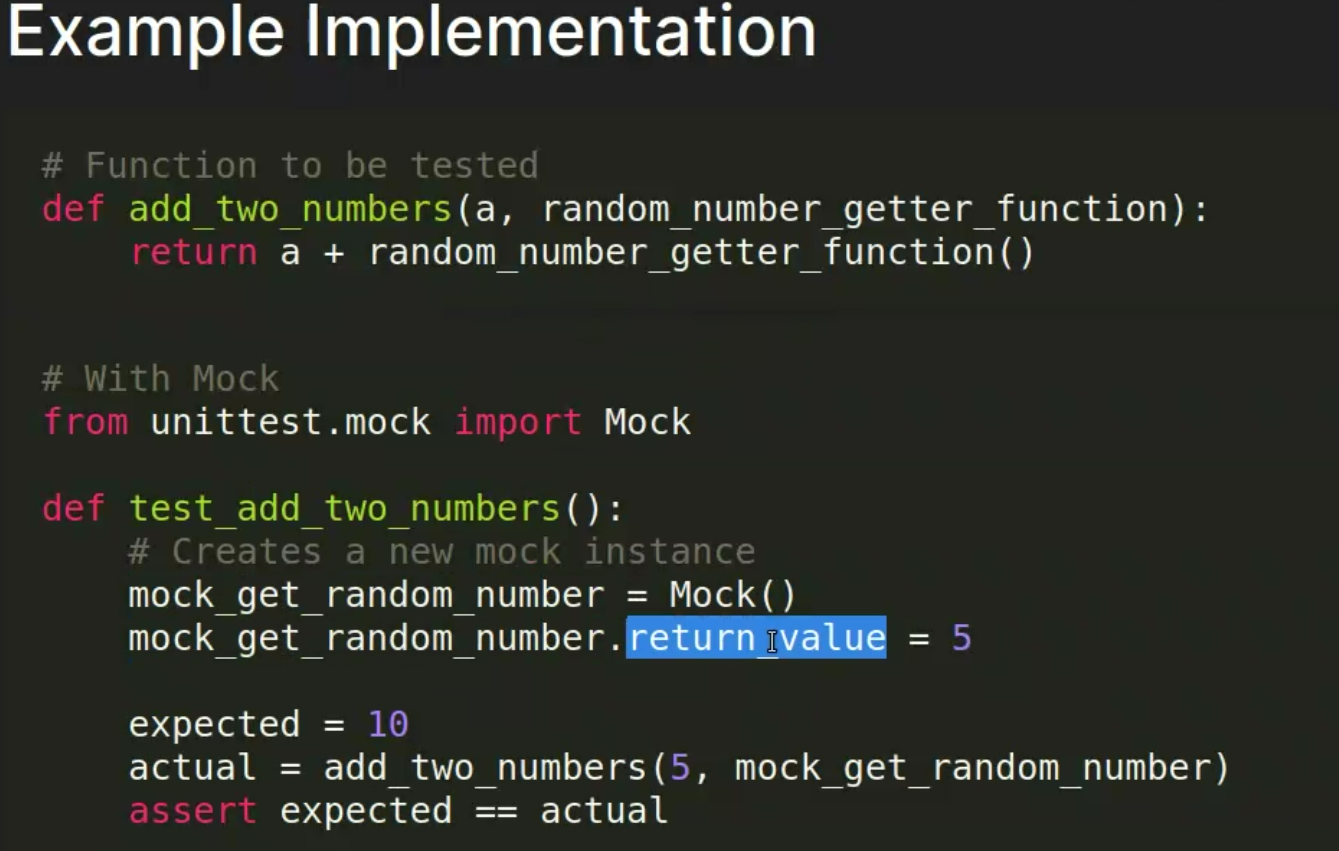 Example Implementation
# Function to be tested
def add_two_numbers(a, random_number_getter_function):
    return a + random_number_getter_function()
# With Mock
from unittest.mock import Mock
def test_add_two_numbers():
    # Creates a new mock instance
    mock_get_random_number = Mock()
    mock_get_random_number.return_value = 5
    expected = 10
    actual = add_two_numbers(5, mock_get_random_number)
    assert expected == actual